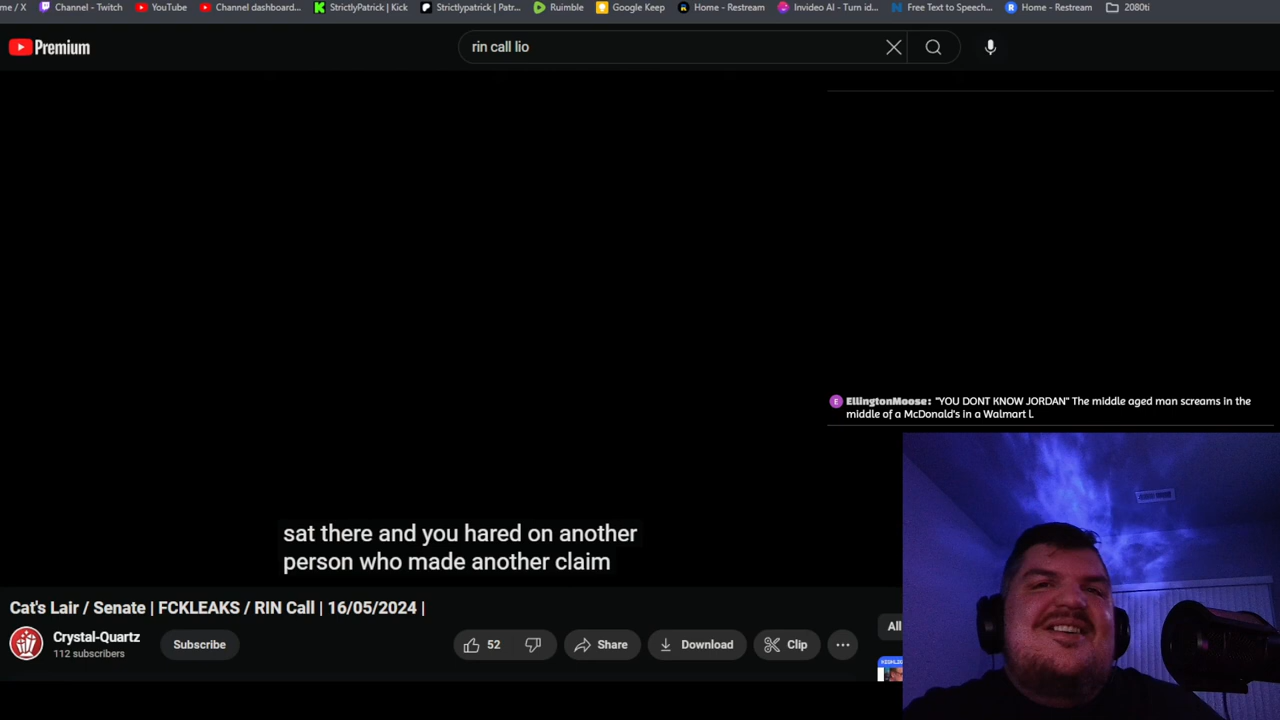 me / X Channel - Twitch YouTube Channel dashboard... StrictlyPatrick | Kick Strictlypatrick | Patr... Ruimble Google Keep Home - Restream Invideo AI - Turn id... Free Text to Speech... Home - Restream 2080ti
Premium
rin call lio
EllingtonMoose: "YOU DONT KNOW JORDAN" The middle aged man screams in the
middle of a McDonald's in a Walmart L
sat there and you hared on another
person who made another claim
Cat's Lair / Senate | FCKLEAKS / RIN Call | 16/05/2024 |
Crystal-Quartz
112 subscribers
Subscribe
52
Share
Download
Clip
All